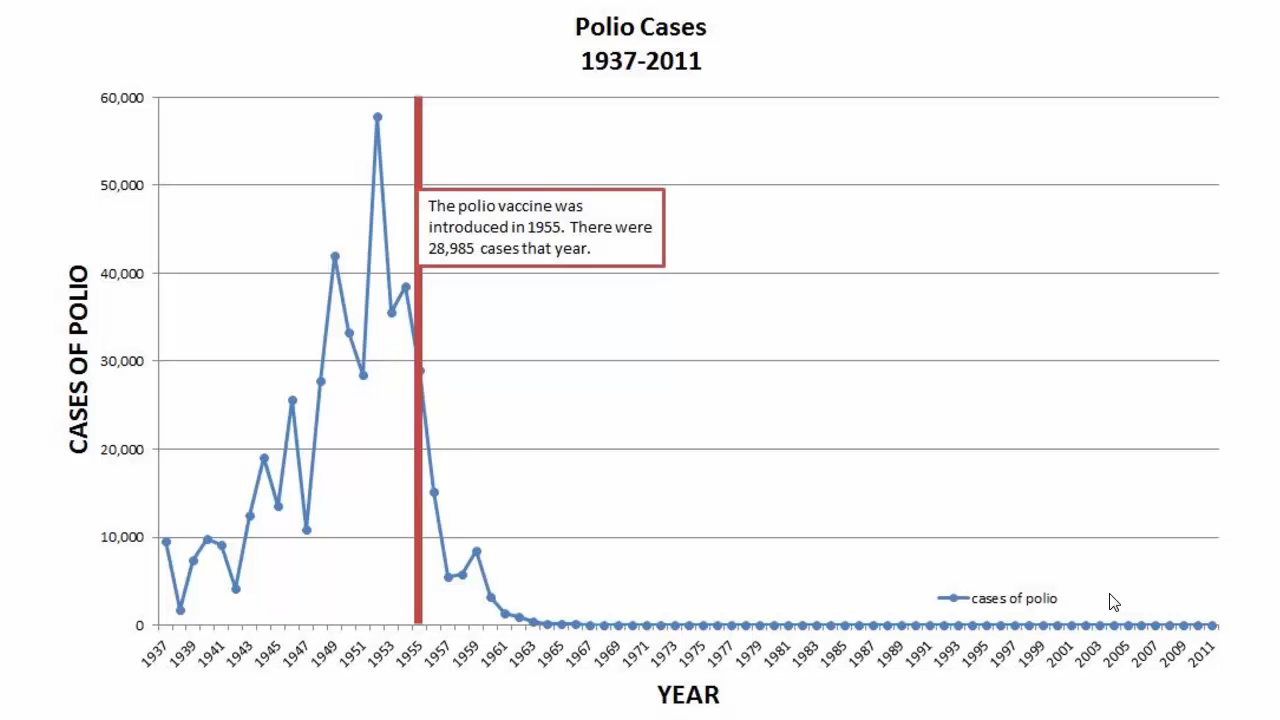 Polio Cases
1937-2011
60,000
50,000
40,000
30,000
20,000
10,000
0
CASES OF POLIO
The polio vaccine was
introduced in 1955. There were
28,985 cases that year.
cases of polio
1937 1939 1941 1943 1945 1947 1949 1951 1953 1955 1957 1959 1961 1963 1965 1967 1969 1971 1973 1975 1977 1979 1981 1983 1985 1987 1989 1991 1993 1995 1997 1999 2001 2003 2005 2007 2009 2011
YEAR